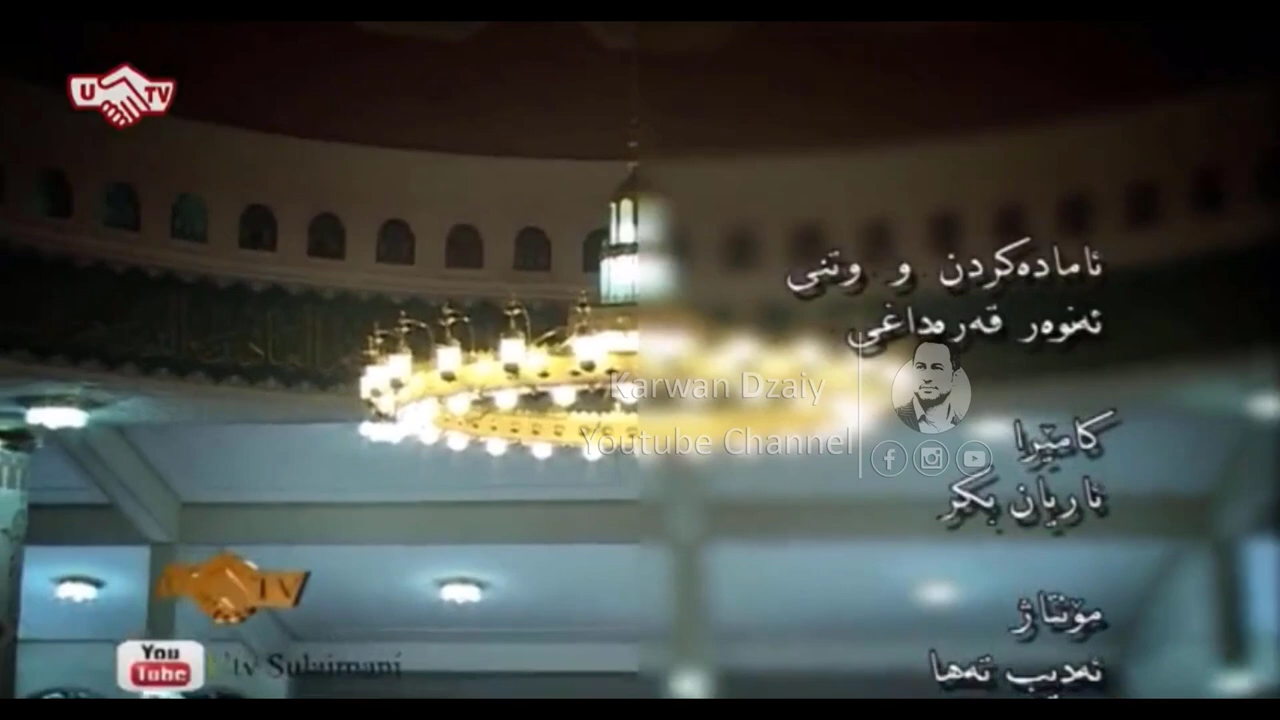 U TV
ئامادەکردن و وتنی
ئەنوەر قەرەداغی
Karwan Dzaiy
Youtube Channel
کامێرا
ئاریان بکر
مۆنتاژ
ئەدیب تەها
TV
You
Tube
Utv Sulaimani